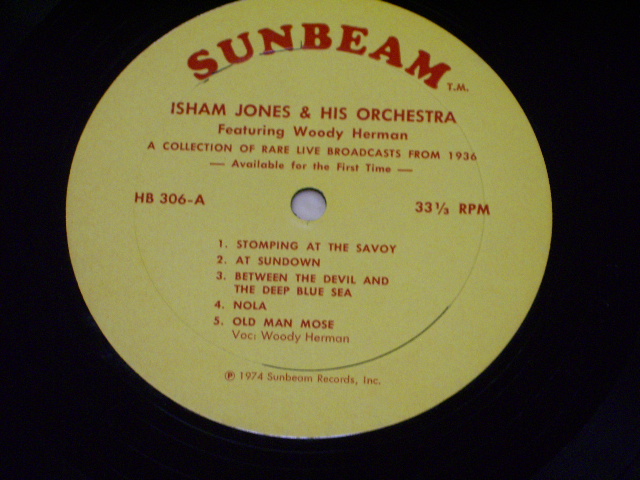 SUNBEAM T.M.
ISHAM JONES & HIS ORCHESTRA
Featuring Woody Herman
A COLLECTION OF RARE LIVE BROADCASTS FROM 1936
— Available for the First Time —
HB 306-A
33⅓ RPM
1. STOMPING AT THE SAVOY
2. AT SUNDOWN
3. BETWEEN THE DEVIL AND
THE DEEP BLUE SEA
4. NOLA
5. OLD MAN MOSE
Voc: Woody Herman
℗ 1974 Sunbeam Records, Inc.